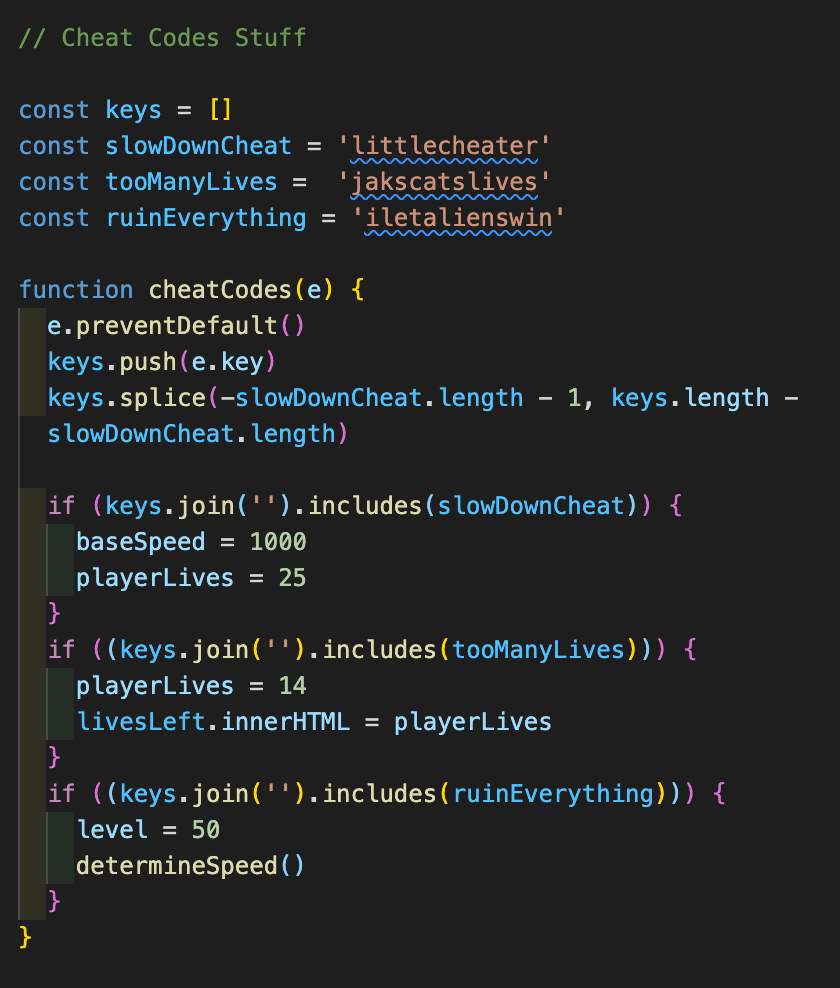 // Cheat Codes Stuff

const keys = []
const slowDownCheat = 'littlecheater'
const tooManyLives =  'jakscatslives'
const ruinEverything = 'iletalienswin'

function cheatCodes(e) {
  e.preventDefault()
  keys.push(e.key)
  keys.splice(-slowDownCheat.length - 1, keys.length -
  slowDownCheat.length)

  if (keys.join('').includes(slowDownCheat)) {
    baseSpeed = 1000
    playerLives = 25
  }
  if ((keys.join('').includes(tooManyLives))) {
    playerLives = 14
    livesLeft.innerHTML = playerLives
  }
  if ((keys.join('').includes(ruinEverything))) {
    level = 50
    determineSpeed()
  }
}